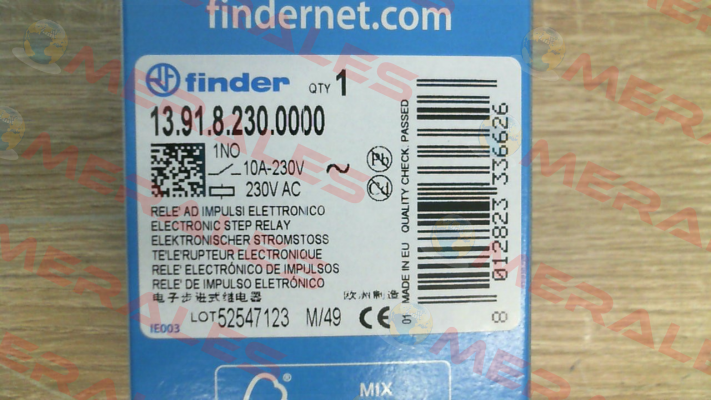 findernet.com
finder
QTY 1
13.91.8.230.0000
1NO
10A-230V ~
230V AC
Pb
RELE' AD IMPULSI ELETTRONICO
ELECTRONIC STEP RELAY
ELEKTRONISCHER STROMSTOSS
TE'LE'RUPTEUR ELECTRONIQUE
RELE' ELECTRÓNICO DE IMPULSOS
RELE' DE IMPULSO ELETRÓNICO
电子步进式继电器
欧洲制造
IE003
LOT 52547123 M/49 CE
01 MADE IN EU QUALITY CHECK. PASSED
8 012823 336626
MIX
MERALES